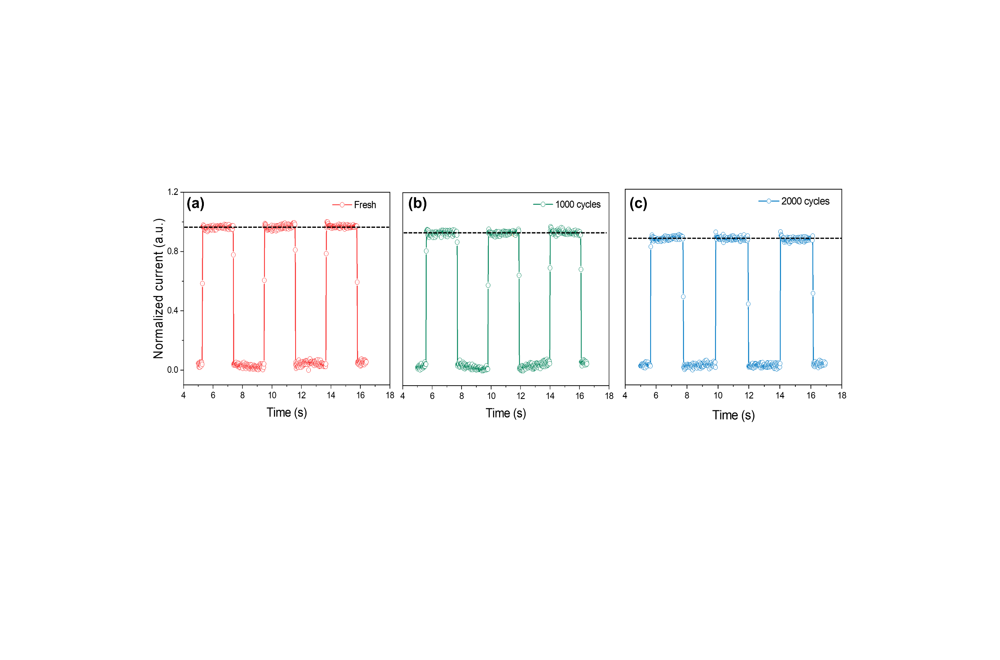 (a)
Fresh
Normalized current (a.u.)
1.2
0.8
0.4
0.0
4 6 8 10 12 14 16 18
Time (s)
(b)
1000 cycles
4 6 8 10 12 14 16 18
Time (s)
(c)
2000 cycles
4 6 8 10 12 14 16 18
Time (s)